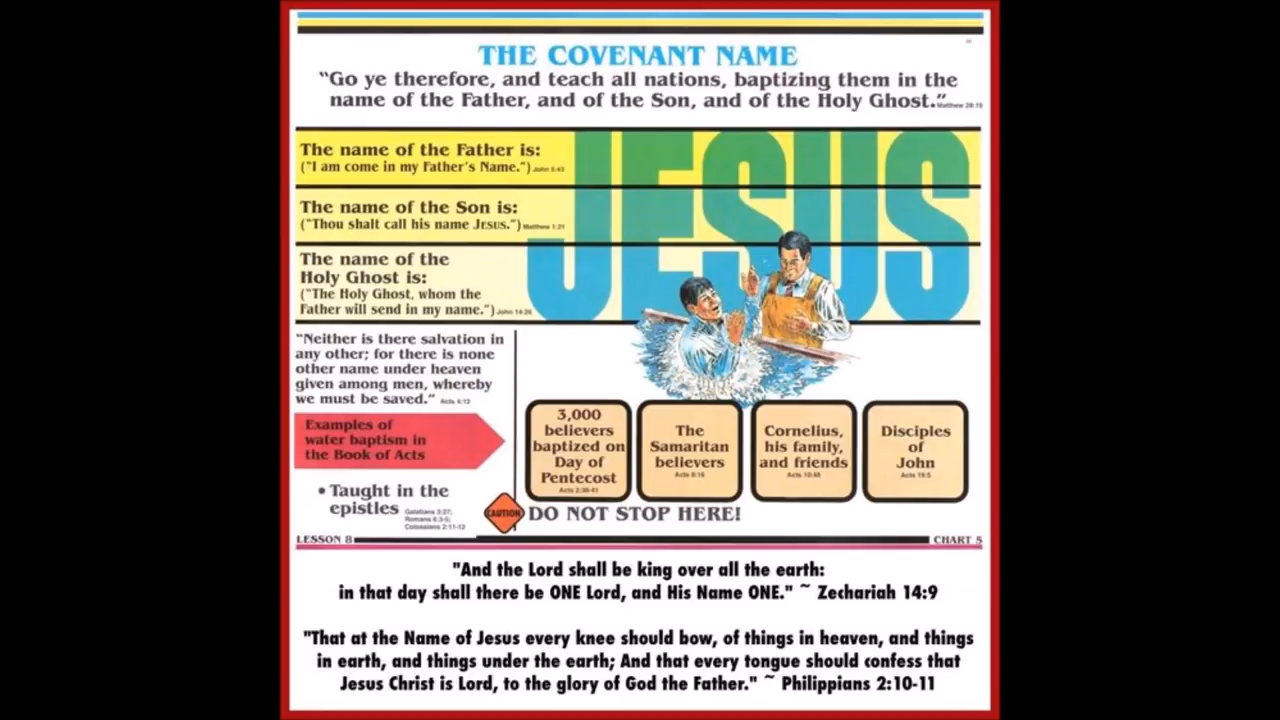 THE COVENANT NAME
“Go ye therefore, and teach all nations, baptizing them in the
name of the Father, and of the Son, and of the Holy Ghost.” Matthew 28:19
The name of the Father is:
("I am come in my Father's Name.") John 5:43
The name of the Son is:
("Thou shalt call his name JESUS.") Matthew 1:21
The name of the
Holy Ghost is:
("The Holy Ghost, whom the
Father will send in my name.") John 14:26
JESUS
“Neither is there salvation in
any other; for there is none
other name under heaven
given among men, whereby
we must be saved.” Acts 4:12
Examples of
water baptism in
the Book of Acts
3,000
believers
baptized on
Day of
Pentecost
Acts 2:38-41
The
Samaritan
believers
Acts 8:16
Cornelius,
his family,
and friends
Acts 10:48
Disciples
of
John
Acts 19:5
• Taught in the
epistles
Galatians 3:27;
Romans 6:3-5;
Colossians 2:11-12
CAUTION
DO NOT STOP HERE!
LESSON 8
CHART 5
"And the Lord shall be king over all the earth:
in that day shall there be ONE Lord, and His Name ONE." ~ Zechariah 14:9
"That at the Name of Jesus every knee should bow, of things in heaven, and things
in earth, and things under the earth; And that every tongue should confess that
Jesus Christ is Lord, to the glory of God the Father." ~ Philippians 2:10-11